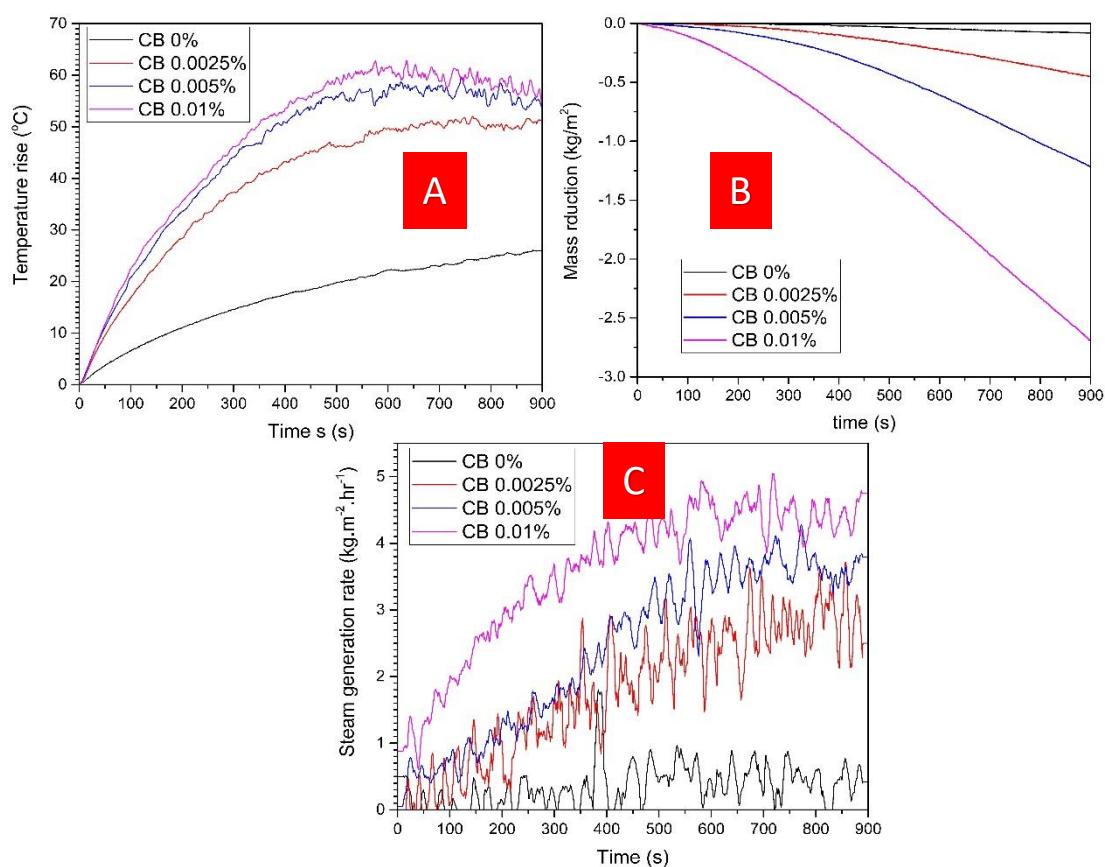 70
60
50
40
30
20
10
0
Temperature rise (°C)
CB 0%
CB 0.0025%
CB 0.005%
CB 0.01%
A
0 100 200 300 400 500 600 700 800 900
Time s (s)
0.0
-0.5
-1.0
-1.5
-2.0
-2.5
-3.0
Mass rduction (kg/m²)
B
CB 0%
CB 0.0025%
CB 0.005%
CB 0.01%
0 100 200 300 400 500 600 700 800 900
time (s)
5
4
3
2
1
0
Steam generation rate (kg.m⁻².hr⁻¹)
CB 0%
CB 0.0025%
CB 0.005%
CB 0.01%
C
0 100 200 300 400 500 600 700 800 900
Time (s)